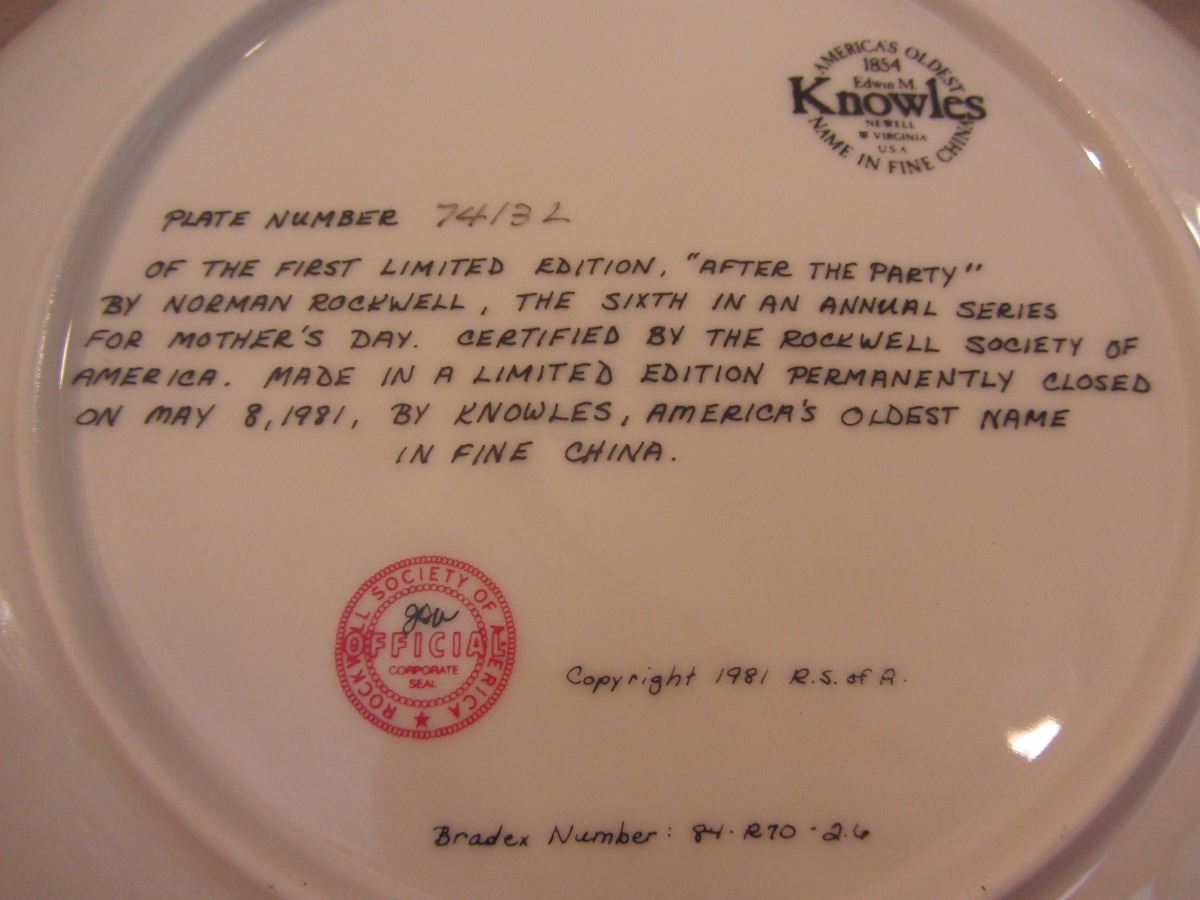 AMERICA'S OLDEST
1854
Edwin M.
Knowles
NEWELL
W VIRGINIA
U.S.A
NAME IN FINE CHINA
PLATE NUMBER 7413 L
OF THE FIRST LIMITED EDITION, "AFTER THE PARTY"
BY NORMAN ROCKWELL, THE SIXTH IN AN ANNUAL SERIES
FOR MOTHER'S DAY. CERTIFIED BY THE ROCKWELL SOCIETY OF
AMERICA. MADE IN A LIMITED EDITION PERMANENTLY CLOSED
ON MAY 8, 1981, BY KNOWLES, AMERICA'S OLDEST NAME
IN FINE CHINA.
ROCKWELL SOCIETY OF AMERICA
OFFICIAL
CORPORATE
SEAL
Copyright 1981 R.S. of A.
Bradex Number: 84·R70·2.6